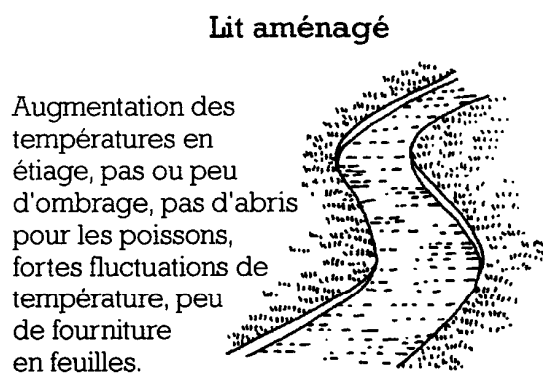 Lit aménagé
Augmentation des
températures en
étiage, pas ou peu
d'ombrage, pas d'abris
pour les poissons,
fortes fluctuations de
température, peu
de fourniture
en feuilles.